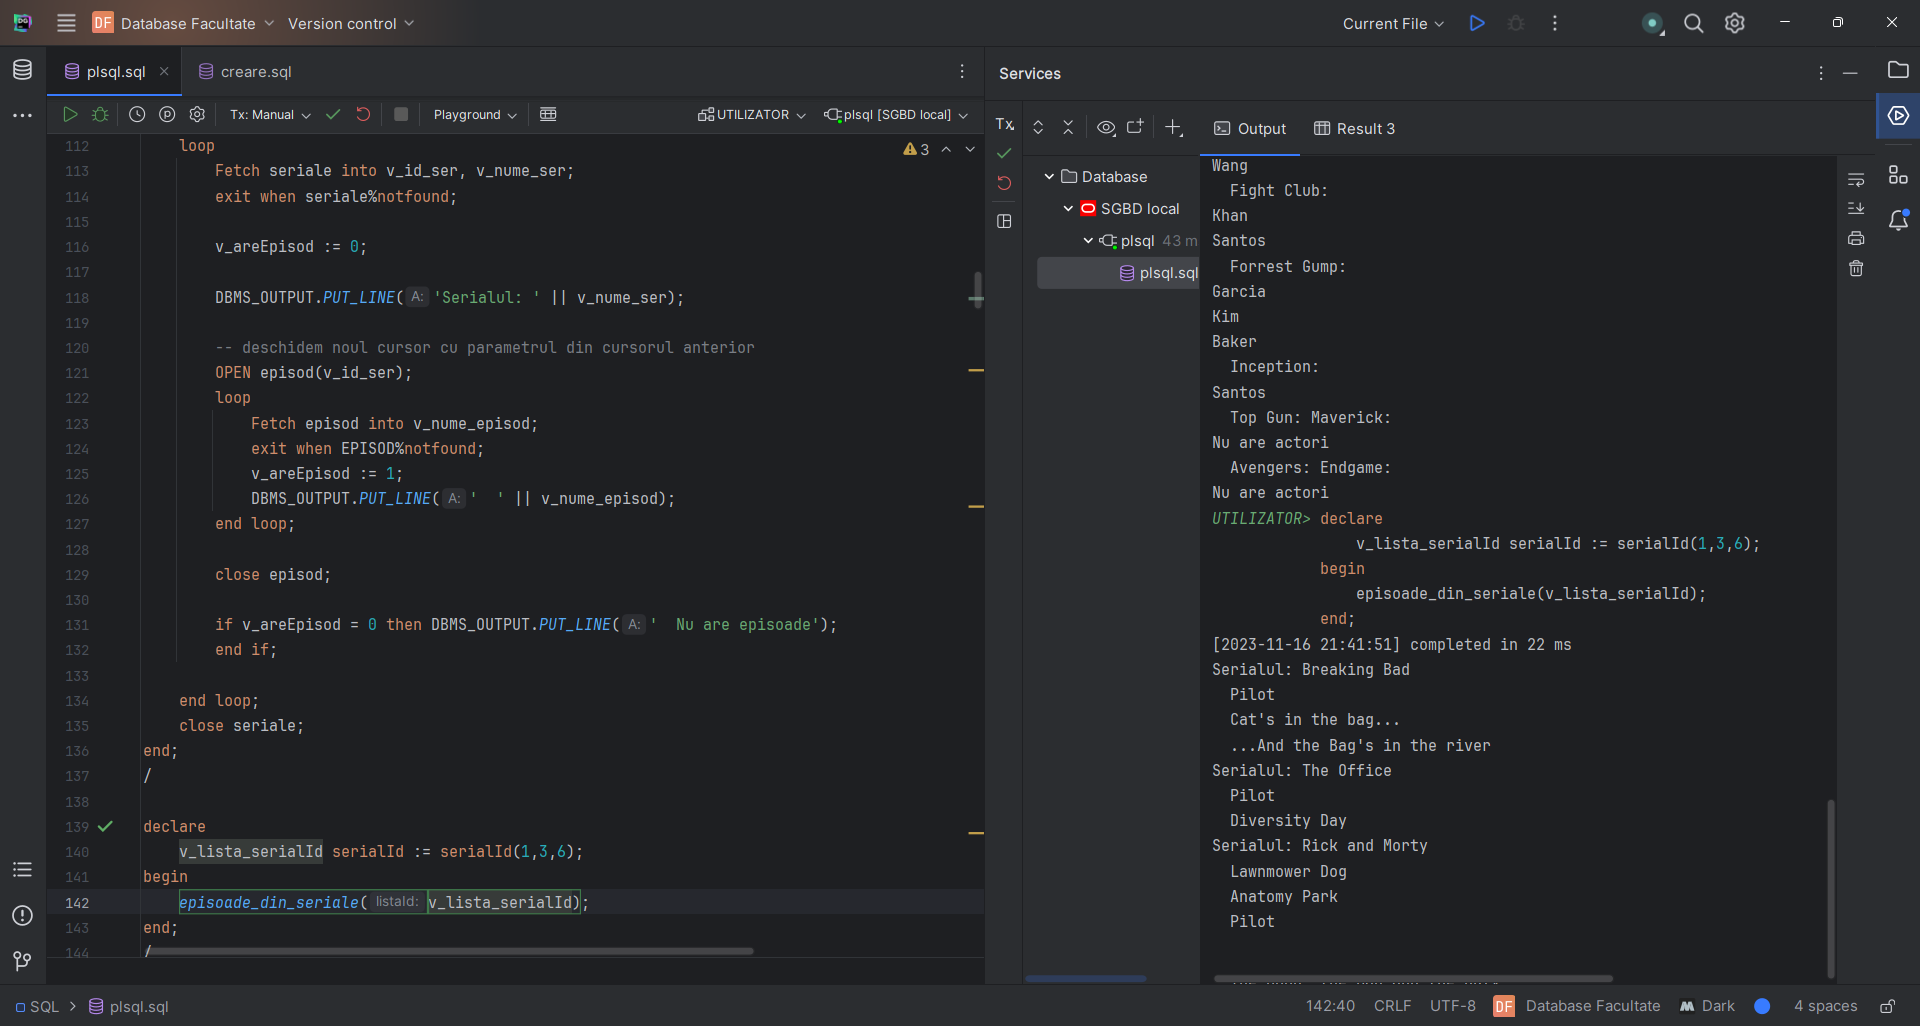 DG DF Database Facultate Version control Current File
plsql.sql creare.sql
Tx: Manual Playground UTILIZATOR plsql [SGBD local]
3
112 loop
113 Fetch seriale into v_id_ser, v_nume_ser;
114 exit when seriale%notfound;
115
116 v_areEpisod := 0;
117
118 DBMS_OUTPUT.PUT_LINE( A: 'Serialul: ' || v_nume_ser);
119
120 -- deschidem noul cursor cu parametrul din cursorul anterior
121 OPEN episod(v_id_ser);
122 loop
123 Fetch episod into v_nume_episod;
124 exit when EPISOD%notfound;
125 v_areEpisod := 1;
126 DBMS_OUTPUT.PUT_LINE( A: '  ' || v_nume_episod);
127 end loop;
128
129 close episod;
130
131 if v_areEpisod = 0 then DBMS_OUTPUT.PUT_LINE( A: '  Nu are episoade');
132 end if;
133
134 end loop;
135 close seriale;
136 end;
137 /
138
139 declare
140 v_lista_serialId serialId := serialId(1,3,6);
141 begin
142 episoade_din_seriale( listaId: v_lista_serialId);
143 end;
144 /
Services
Tx
Database
SGBD local
plsql 43 m
plsql.sql
Output Result 3
Wang
Fight Club:
Khan
Santos
Forrest Gump:
Garcia
Kim
Baker
Inception:
Santos
Top Gun: Maverick:
Nu are actori
Avengers: Endgame:
Nu are actori
UTILIZATOR> declare
v_lista_serialId serialId := serialId(1,3,6);
begin
episoade_din_seriale(v_lista_serialId);
end;
[2023-11-16 21:41:51] completed in 22 ms
Serialul: Breaking Bad
Pilot
Cat's in the bag...
...And the Bag's in the river
Serialul: The Office
Pilot
Diversity Day
Serialul: Rick and Morty
Lawnmower Dog
Anatomy Park
Pilot
SQL > plsql.sql
142:40 CRLF UTF-8 DF Database Facultate Dark 4 spaces